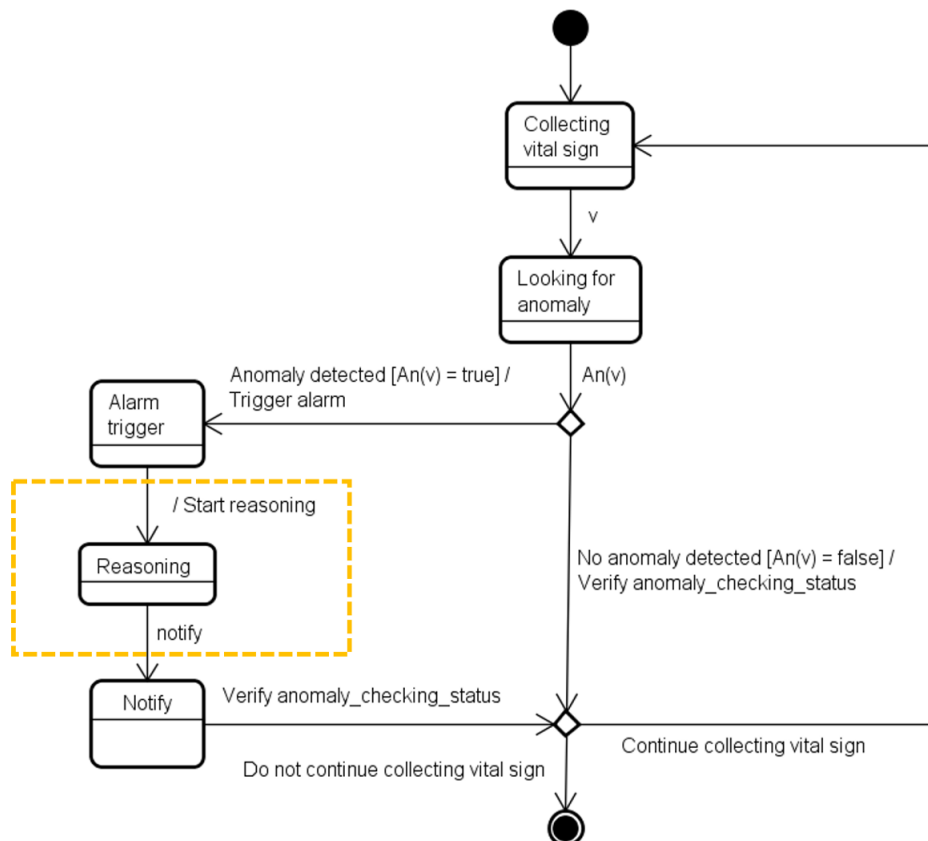 Collecting
vital sign
v
Looking for
anomaly
Anomaly detected [An(v) = true] /
Trigger alarm
An(v)
Alarm
trigger
/ Start reasoning
Reasoning
No anomaly detected [An(v) = false] /
Verify anomaly_checking_status
notify
Notify
Verify anomaly_checking_status
Continue collecting vital sign
Do not continue collecting vital sign